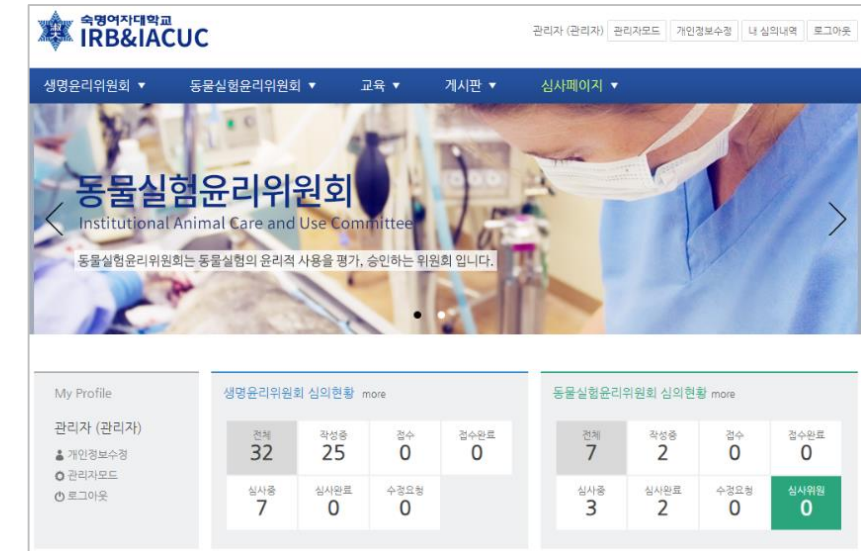 숙명여자대학교
IRB&IACUC
관리자 (관리자) 관리자모드 개인정보수정 내 심의내역 로그아웃
생명윤리위원회 ▼ 동물실험윤리위원회 ▼ 교육 ▼ 게시판 ▼ 심사페이지 ▼
동물실험윤리위원회
Institutional Animal Care and Use Committee
동물실험윤리위원회는 동물실험의 윤리적 사용을 평가, 승인하는 위원회 입니다.
My Profile
관리자 (관리자)
개인정보수정
관리자모드
로그아웃
생명윤리위원회 심의현황 more
전체 작성중 접수 접수완료
32 25 0 0
심사중 심사완료 수정요청
7 0 0
동물실험윤리위원회 심의현황 more
전체 작성중 접수 접수완료
7 2 0 0
심사중 심사완료 수정요청 심사위원
3 2 0 0